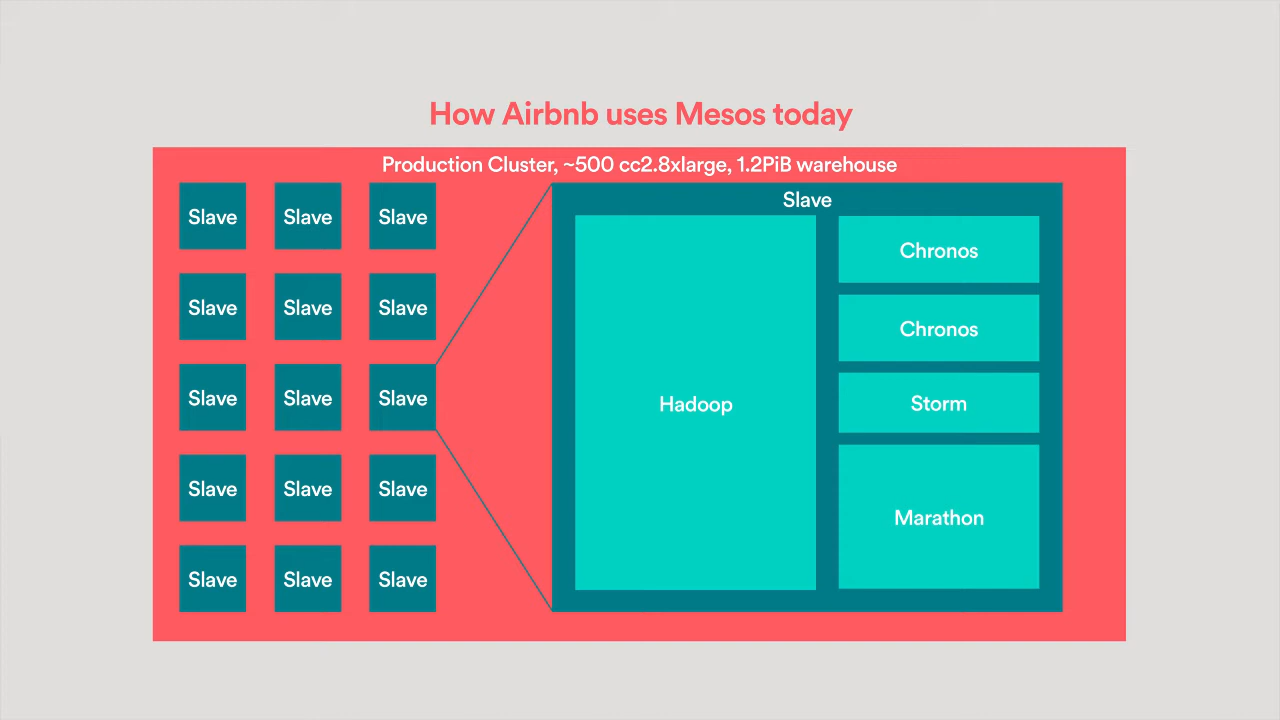 How Airbnb uses Mesos today
Production Cluster, ~500 cc2.8xlarge, 1.2PiB warehouse
Slave Slave Slave
Slave Slave Slave
Slave Slave Slave
Slave Slave Slave
Slave Slave Slave
Slave
Hadoop
Chronos
Chronos
Storm
Marathon